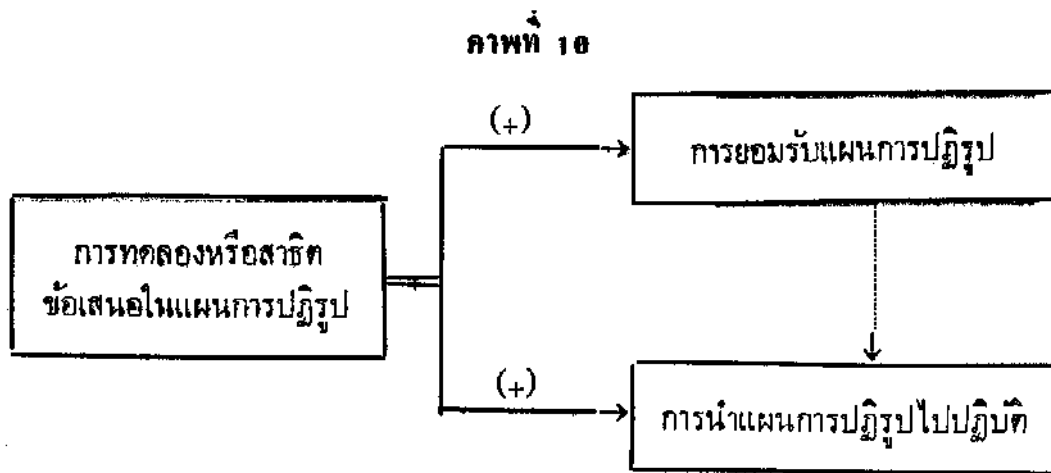 ภาพที่ 10
(+)
การยอมรับแผนการปฏิรูป
การทดลองหรือสาธิต
ข้อเสนอในแผนการปฏิรูป
(+)
การนำแผนการปฏิรูปไปปฏิบัติ